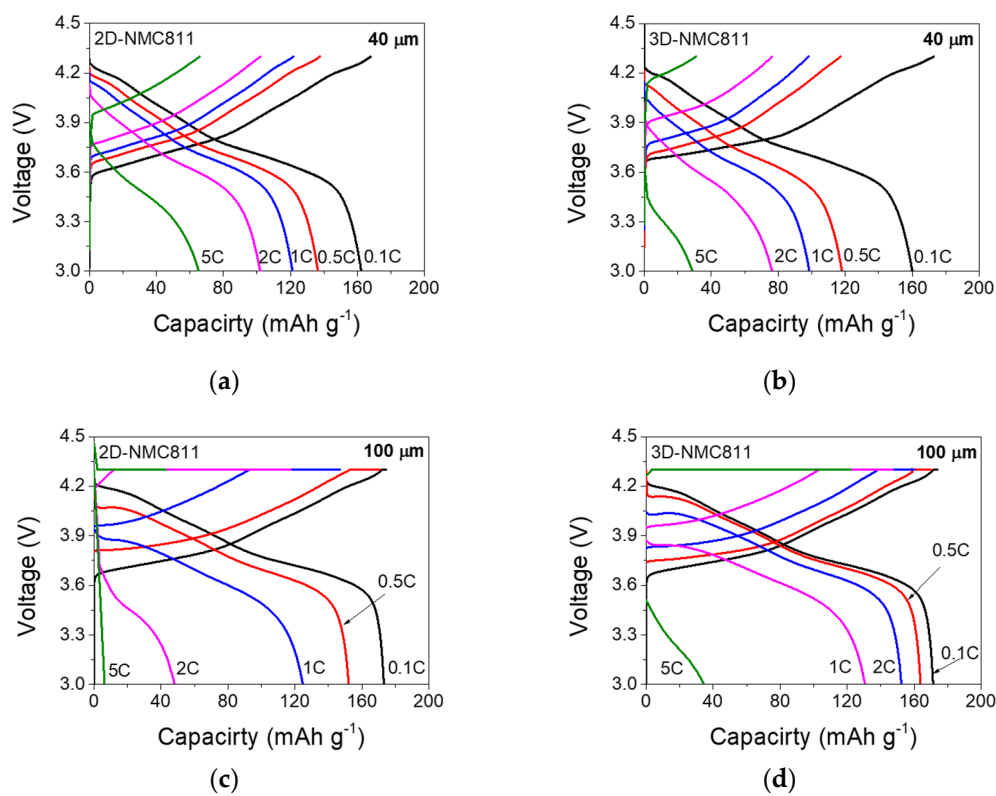 2D-NMC811
40 μm
4.5
4.2
3.9
3.6
3.3
3.0
Voltage (V)
5C
2C
1C
0.5C
0.1C
0
40
80
120
160
200
Capacirty (mAh g⁻¹)
(a)
3D-NMC811
40 μm
4.5
4.2
3.9
3.6
3.3
3.0
Voltage (V)
5C
2C
1C
0.5C
0.1C
0
40
80
120
160
200
Capacirty (mAh g⁻¹)
(b)
2D-NMC811
100 μm
4.5
4.2
3.9
3.6
3.3
3.0
Voltage (V)
0.5C
5C
2C
1C
0.1C
0
40
80
120
160
200
Capacirty (mAh g⁻¹)
(c)
3D-NMC811
100 μm
4.5
4.2
3.9
3.6
3.3
3.0
Voltage (V)
0.5C
5C
1C
2C
0.1C
0
40
80
120
160
200
Capacirty (mAh g⁻¹)
(d)